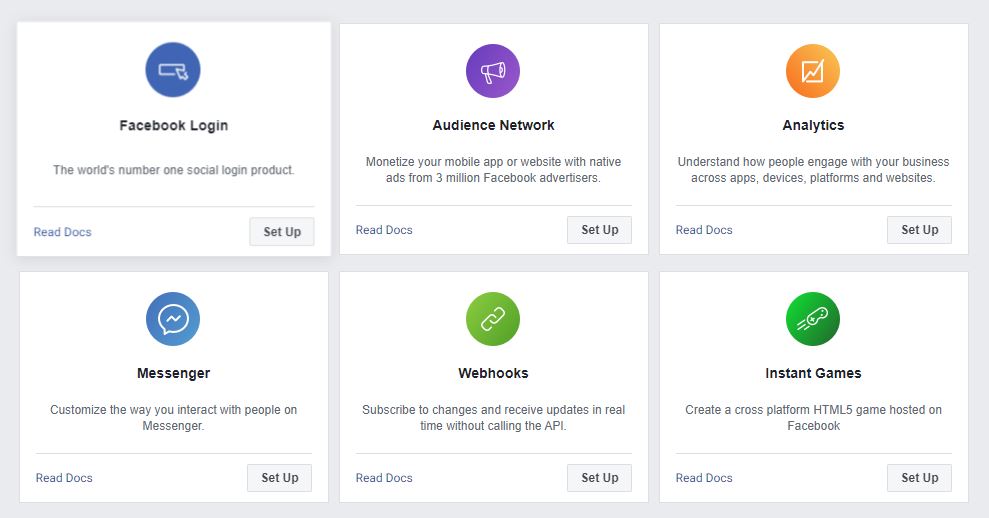 Facebook Login
The world's number one social login product.
Read Docs
Set Up
Audience Network
Monetize your mobile app or website with native
ads from 3 million Facebook advertisers.
Read Docs
Set Up
Analytics
Understand how people engage with your business
across apps, devices, platforms and websites.
Read Docs
Set Up
Messenger
Customize the way you interact with people on
Messenger.
Read Docs
Set Up
Webhooks
Subscribe to changes and receive updates in real
time without calling the API.
Read Docs
Set Up
Instant Games
Create a cross platform HTML5 game hosted on
Facebook
Read Docs
Set Up